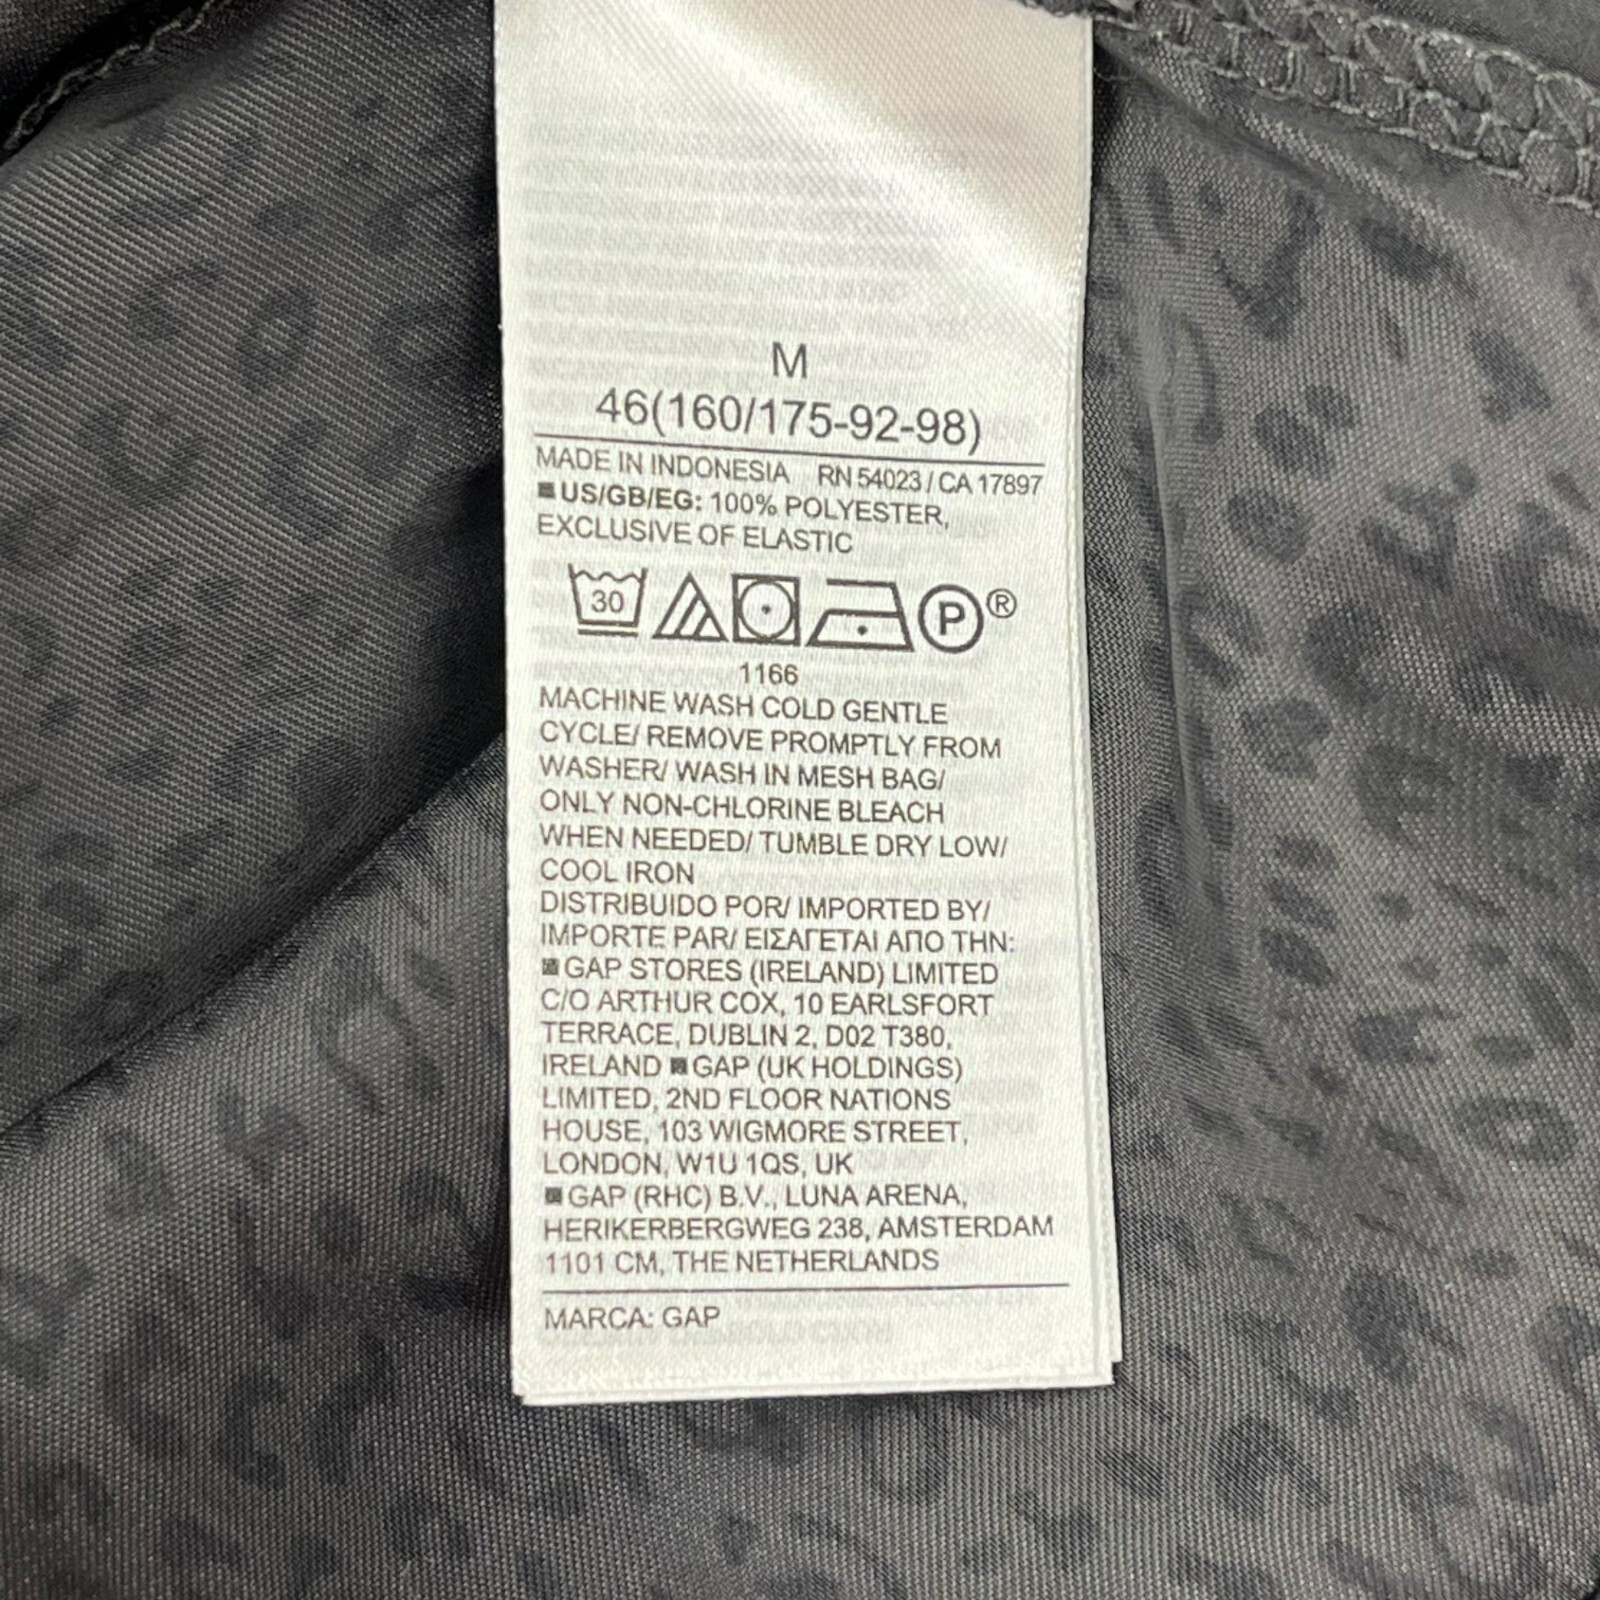 M
46(160/175-92-98)
MADE IN INDONESIA RN 54023 / CA 17897
■ US/GB/EG: 100% POLYESTER,
EXCLUSIVE OF ELASTIC
30 P ®
1166
MACHINE WASH COLD GENTLE
CYCLE/ REMOVE PROMPTLY FROM
WASHER/ WASH IN MESH BAG/
ONLY NON-CHLORINE BLEACH
WHEN NEEDED/ TUMBLE DRY LOW/
COOL IRON
DISTRIBUIDO POR/ IMPORTED BY/
IMPORTE PAR/ ΕΙΣΑΓΕΤΑΙ ΑΠΟ ΤΗΝ:
■ GAP STORES (IRELAND) LIMITED
C/O ARTHUR COX, 10 EARLSFORT
TERRACE, DUBLIN 2, D02 T380,
IRELAND ■ GAP (UK HOLDINGS)
LIMITED, 2ND FLOOR NATIONS
HOUSE, 103 WIGMORE STREET,
LONDON, W1U 1QS, UK
■ GAP (RHC) B.V., LUNA ARENA,
HERIKERBERGWEG 238, AMSTERDAM
1101 CM, THE NETHERLANDS
MARCA: GAP